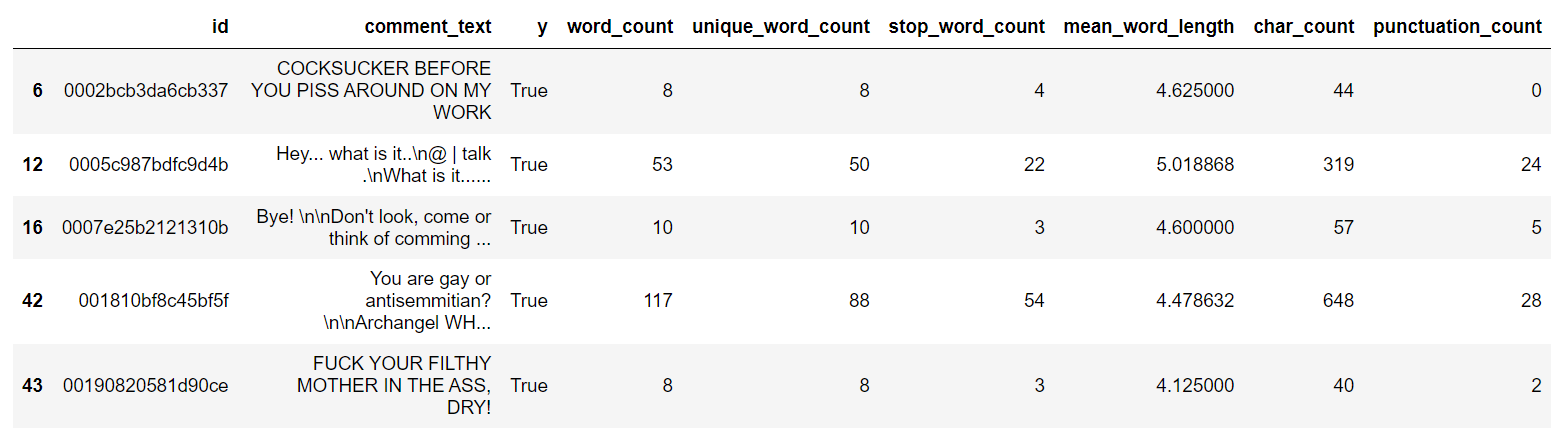 id comment_text y word_count unique_word_count stop_word_count mean_word_length char_count punctuation_count
6 0002bcb3da6cb337 COCKSUCKER BEFORE
YOU PISS AROUND ON MY
WORK True 8 8 4 4.625000 44 0
12 0005c987bdfc9d4b Hey... what is it..\n@ | talk
.\nWhat is it...... True 53 50 22 5.018868 319 24
16 0007e25b2121310b Bye! \n\nDon't look, come or
think of comming ... True 10 10 3 4.600000 57 5
42 001810bf8c45bf5f You are gay or
antisemmitian?
\n\nArchangel WH... True 117 88 54 4.478632 648 28
43 00190820581d90ce FUCK YOUR FILTHY
MOTHER IN THE ASS,
DRY! True 8 8 3 4.125000 40 2